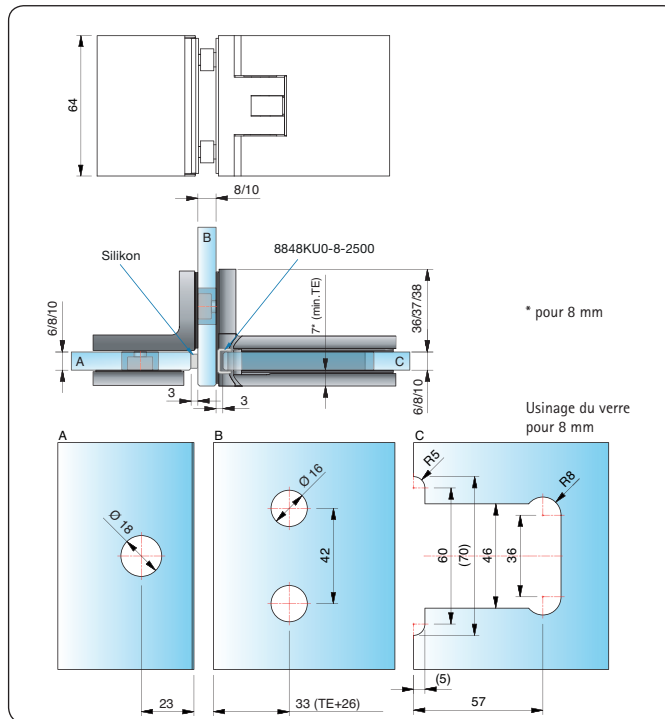 64
8/10
B
Silikon
8848KU0-8-2500
6/8/10
7* (min.TE)
36/37/38
* pour 8 mm
A
C
3
3
6/8/10
Usinage du verre
pour 8 mm
A
B
C
Ø 18
Ø 16
42
R5
R8
60
(70)
46
36
23
33 (TE+26)
(5)
57